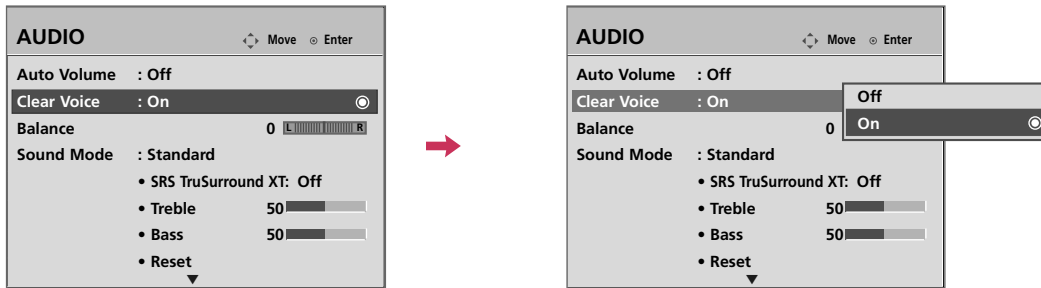 AUDIO
Move Enter
Auto Volume : Off
Clear Voice : On
Balance 0 L R
Sound Mode : Standard
• SRS TruSurround XT: Off
• Treble 50
• Bass 50
• Reset
AUDIO
Move Enter
Auto Volume : Off
Clear Voice : On
Balance 0
Sound Mode : Standard
• SRS TruSurround XT: Off
• Treble 50
• Bass 50
• Reset
Off
On